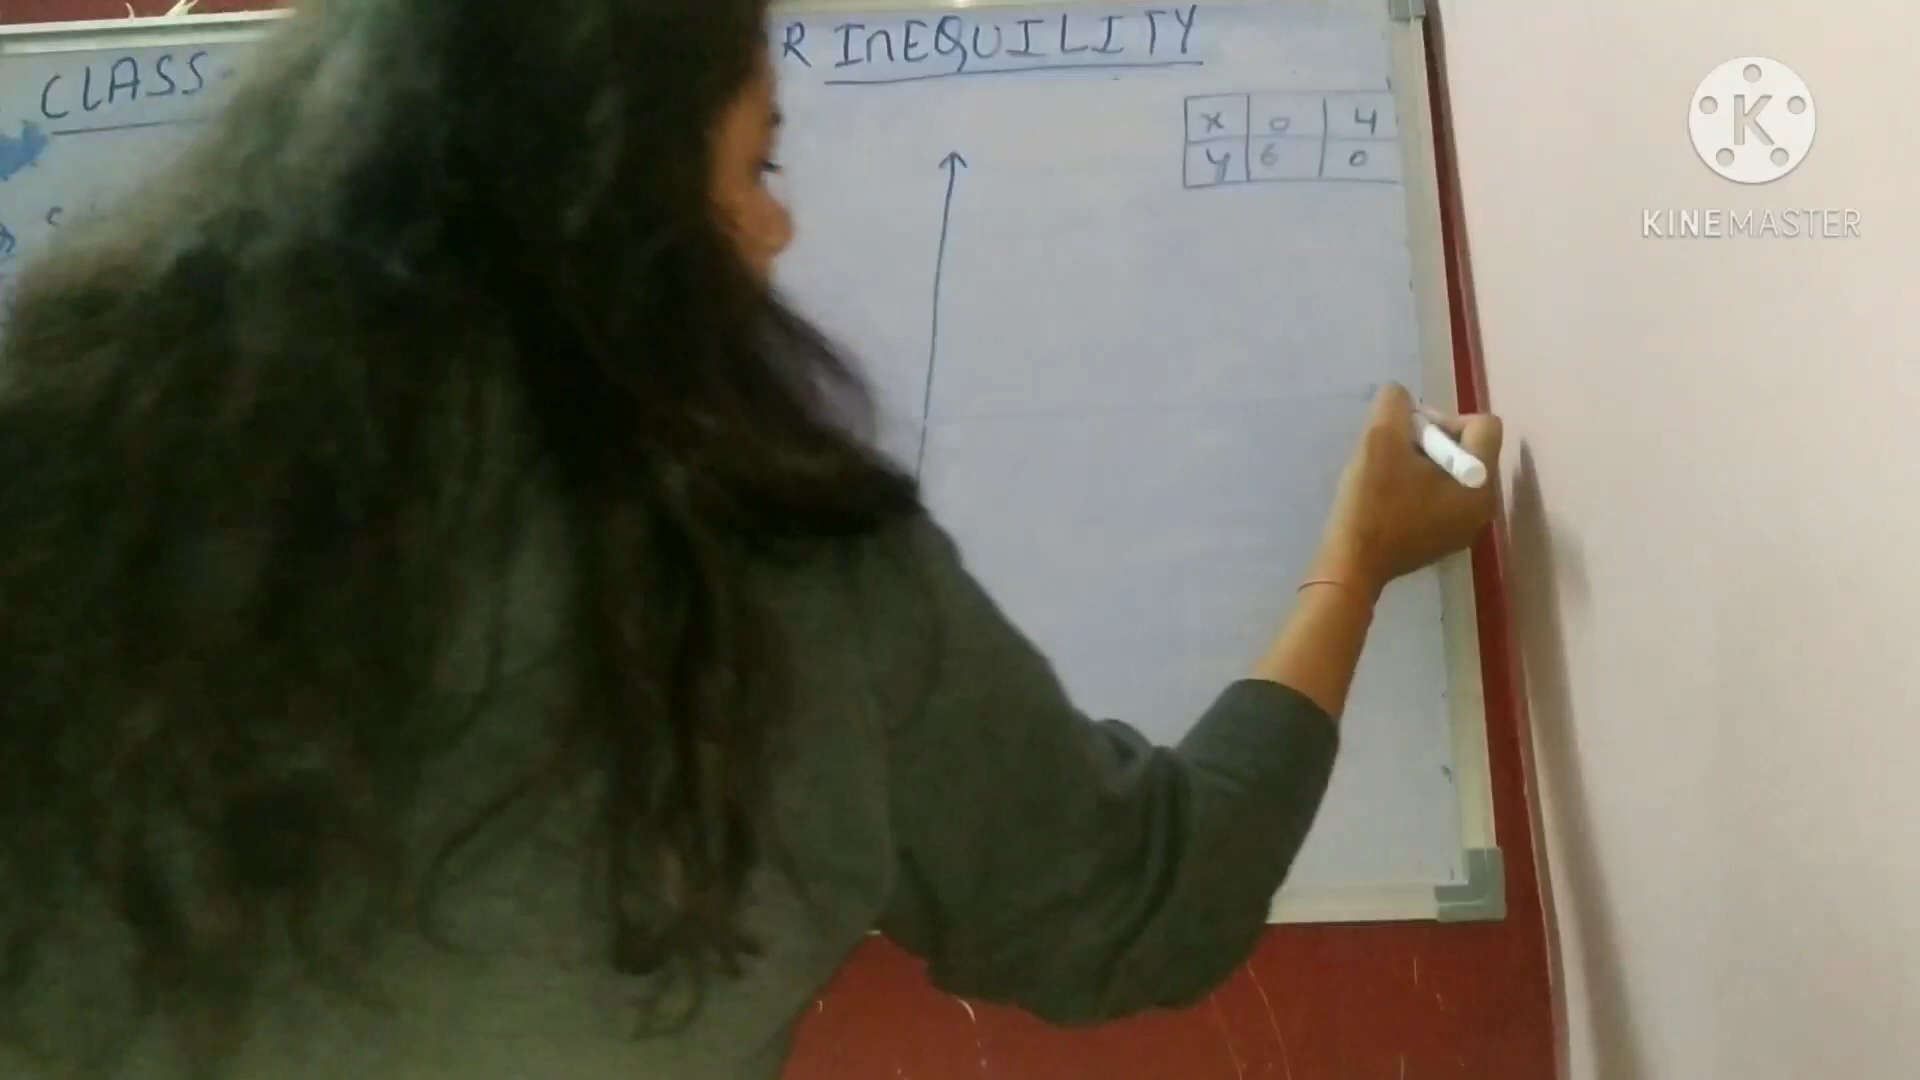 CLASS-
R INEQUILITY
x 0 4
y 6 0
K
KINEMASTER